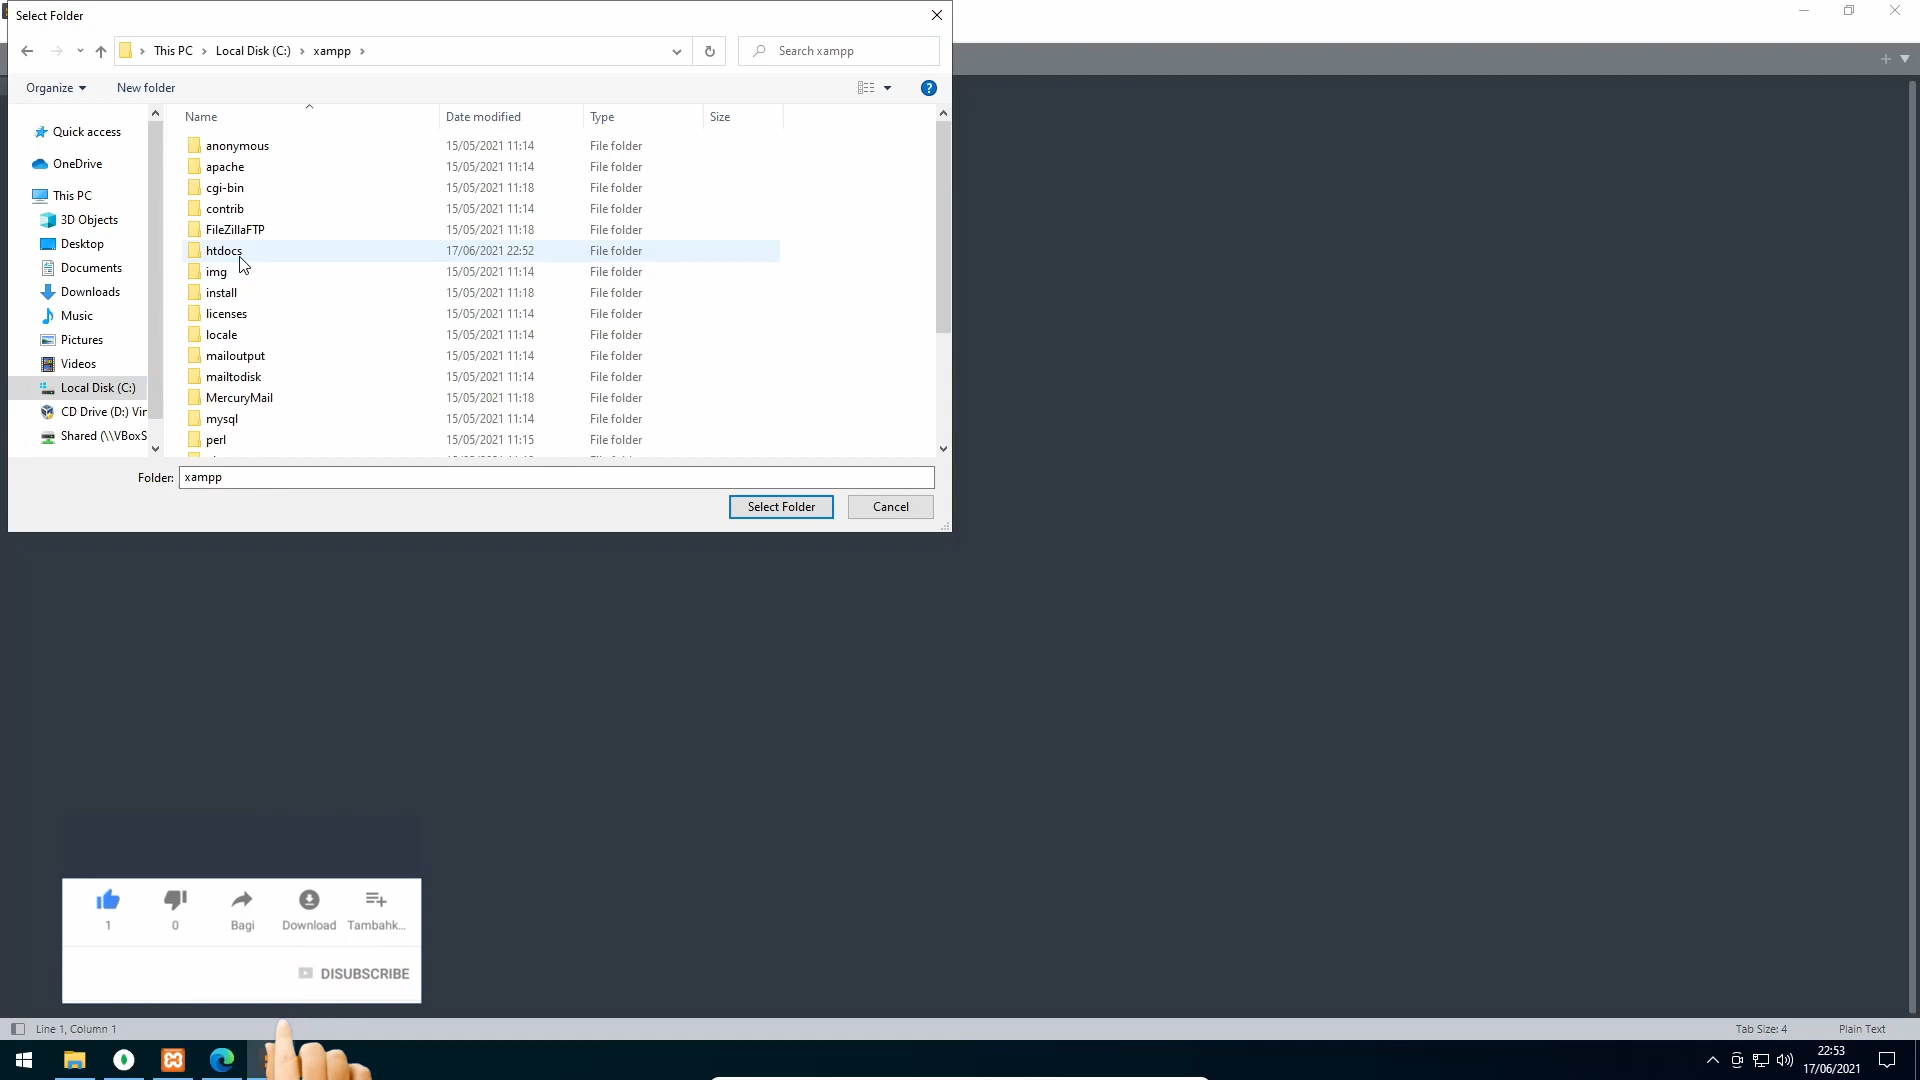 Select Folder
This PC > Local Disk (C:) > xampp >
Search xampp
Organize
New folder
Name Date modified Type Size
Quick access
OneDrive
This PC
3D Objects
Desktop
Documents
Downloads
Music
Pictures
Videos
Local Disk (C:)
CD Drive (D:) Vir
Shared (\\VBoxS
anonymous 15/05/2021 11:14 File folder
apache 15/05/2021 11:14 File folder
cgi-bin 15/05/2021 11:18 File folder
contrib 15/05/2021 11:14 File folder
FileZillaFTP 15/05/2021 11:18 File folder
htdocs 17/06/2021 22:52 File folder
img 15/05/2021 11:14 File folder
install 15/05/2021 11:18 File folder
licenses 15/05/2021 11:14 File folder
locale 15/05/2021 11:14 File folder
mailoutput 15/05/2021 11:14 File folder
mailtodisk 15/05/2021 11:14 File folder
MercuryMail 15/05/2021 11:18 File folder
mysql 15/05/2021 11:14 File folder
perl 15/05/2021 11:15 File folder
Folder: xampp
Select Folder Cancel
1 0 Bagi Download Tambahk...
DISUBSCRIBE
Line 1, Column 1
Tab Size: 4 Plain Text
22:53
17/06/2021